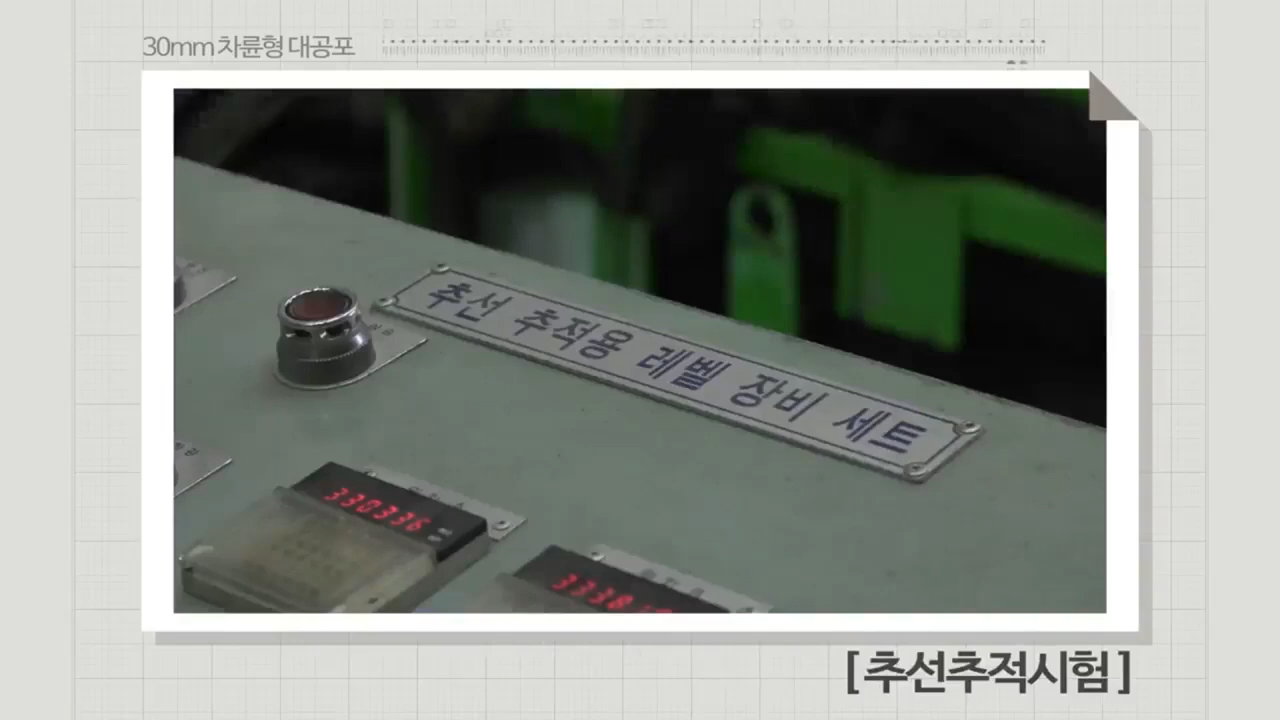 30mm 차륜형 대공포
추선 추적용 레벨 장비 세트
330336
[추선추적시험]